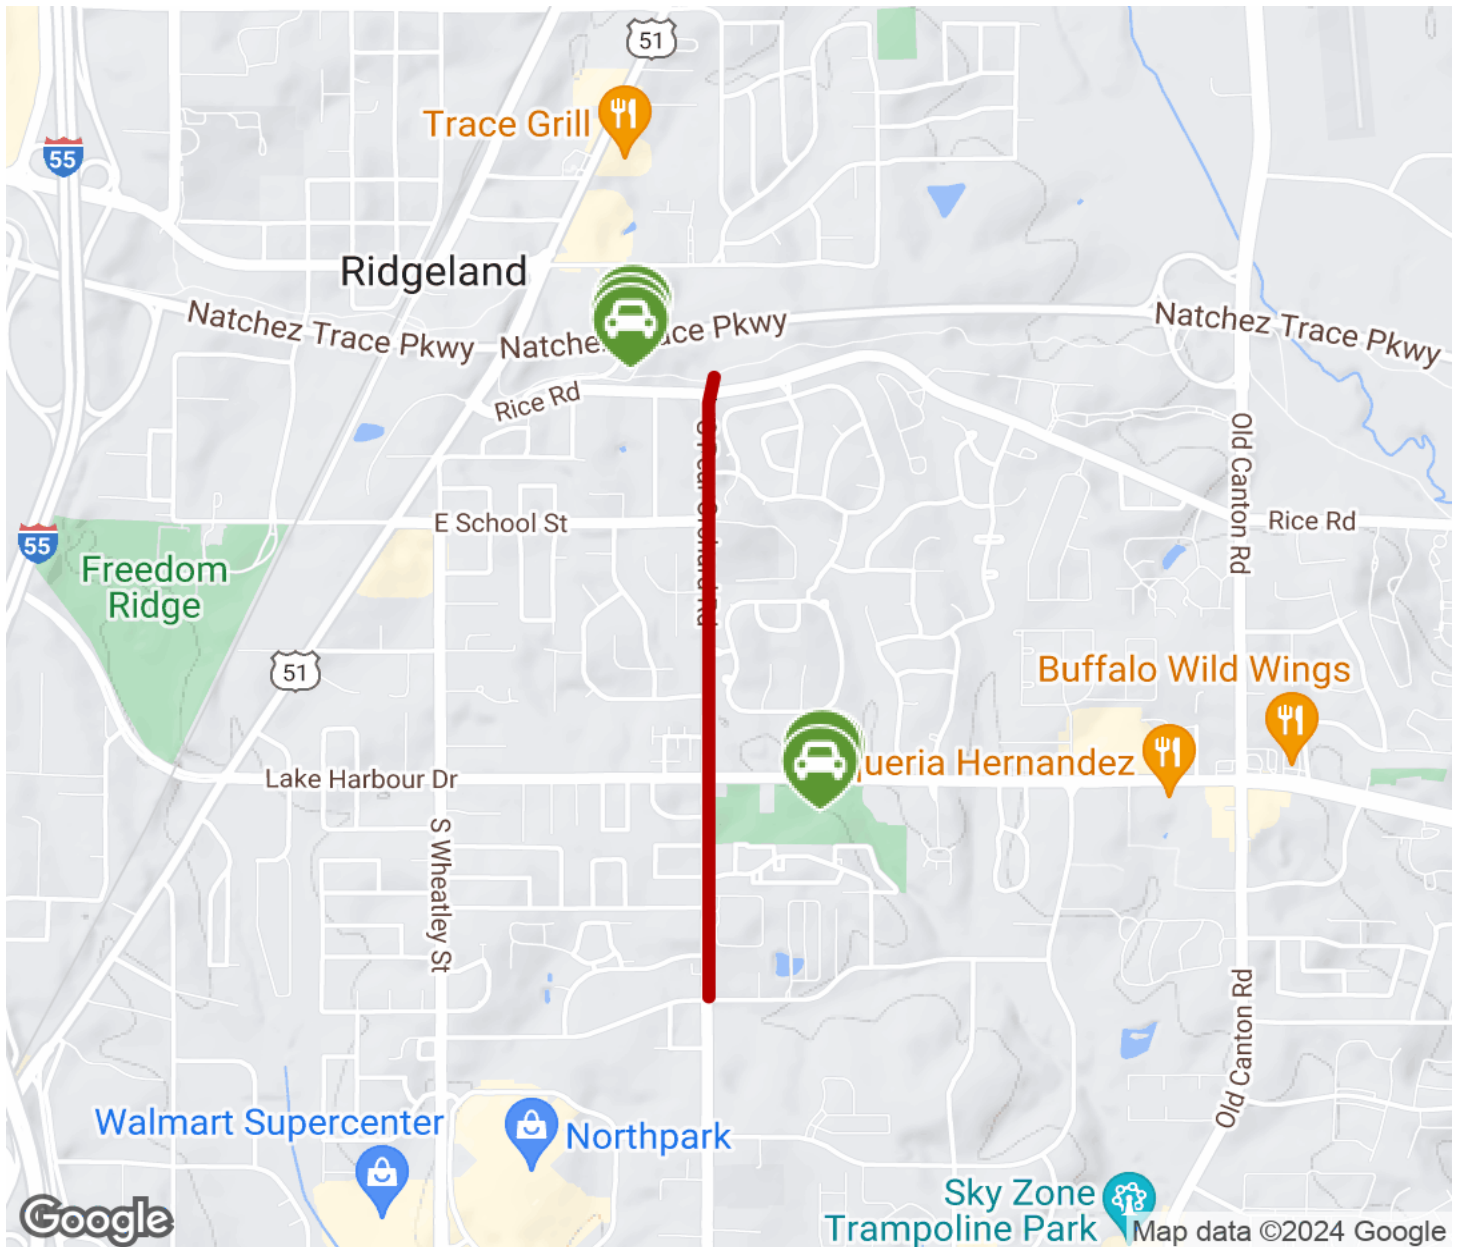 51
Trace Grill
55
Ridgeland
Natchez Trace Pkwy
Natchez Trace Pkwy
Natchez Trace Pkwy
Rice Rd
Old Canton Rd
E School St
Rice Rd
55
Freedom
Ridge
51
Buffalo Wild Wings
ueria Hernandez
Lake Harbour Dr
S Wheatley St
Old Canton Rd
Walmart Supercenter
Northpark
Sky Zone
Trampoline Park
Google
Map data ©2024 Google